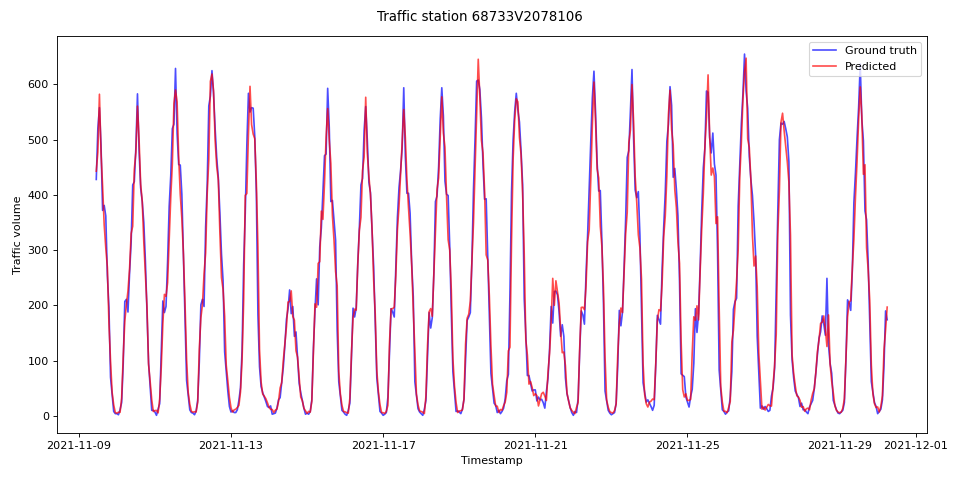 Traffic station 68733V2078106
Ground truth
Predicted
Traffic volume
600
500
400
300
200
100
0
2021-11-09
2021-11-13
2021-11-17
2021-11-21
2021-11-25
2021-11-29
2021-12-01
Timestamp